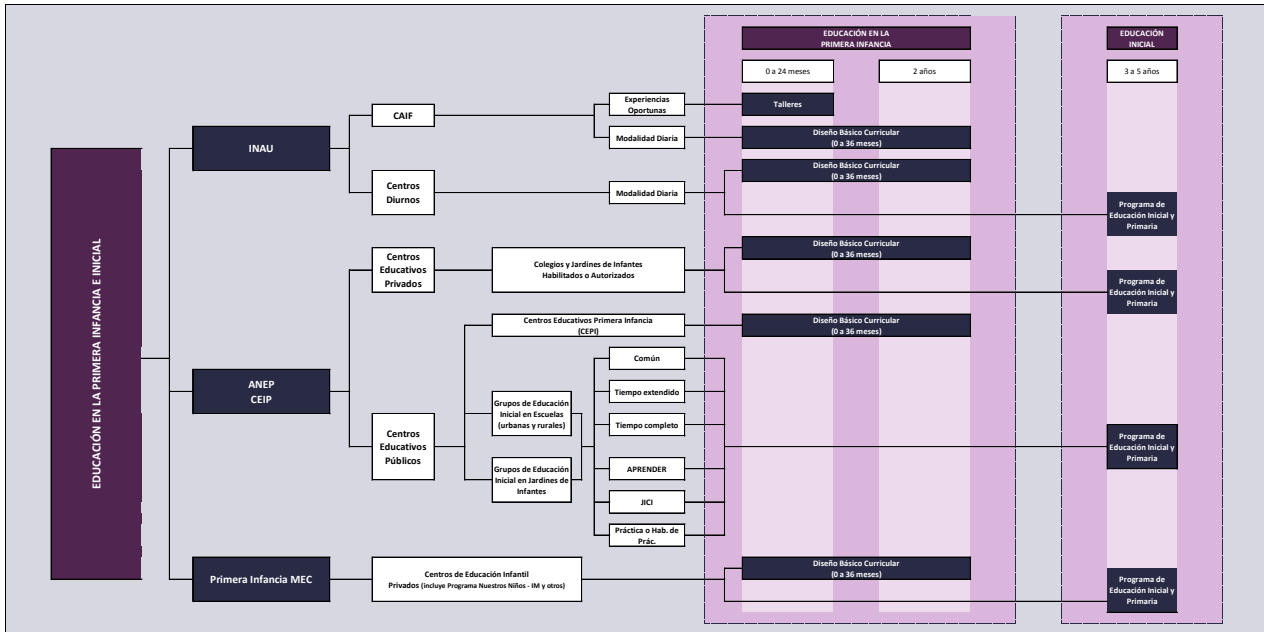 EDUCACIÓN EN LA
PRIMERA INFANCIA
EDUCACIÓN
INICIAL
0 a 24 meses
2 años
3 a 5 años
EDUCACIÓN EN LA PRIMERA INFANCIA E INICIAL
INAU
CAIF
Experiencias
Oportunas
Talleres
Modalidad Diaria
Diseño Básico Curricular
(0 a 36 meses)
Centros
Diurnos
Modalidad Diaria
Diseño Básico Curricular
(0 a 36 meses)
Programa de
Educación Inicial y
Primaria
ANEP
CEIP
Centros
Educativos
Privados
Colegios y Jardines de Infantes
Habilitados o Autorizados
Diseño Básico Curricular
(0 a 36 meses)
Programa de
Educación Inicial y
Primaria
Centros
Educativos
Públicos
Centros Educativos Primera Infancia
(CEPI)
Diseño Básico Curricular
(0 a 36 meses)
Grupos de Educación
Inicial en Escuelas
(urbanas y rurales)
Grupos de Educación
Inicial en Jardines de
Infantes
Común
Tiempo extendido
Tiempo completo
APRENDER
JICI
Práctica o Hab. de
Prác.
Programa de
Educación Inicial y
Primaria
Primera Infancia MEC
Centros de Educación Infantil
Privados (incluye Programa Nuestros Niños - IM y otros)
Diseño Básico Curricular
(0 a 36 meses)
Programa de
Educación Inicial y
Primaria